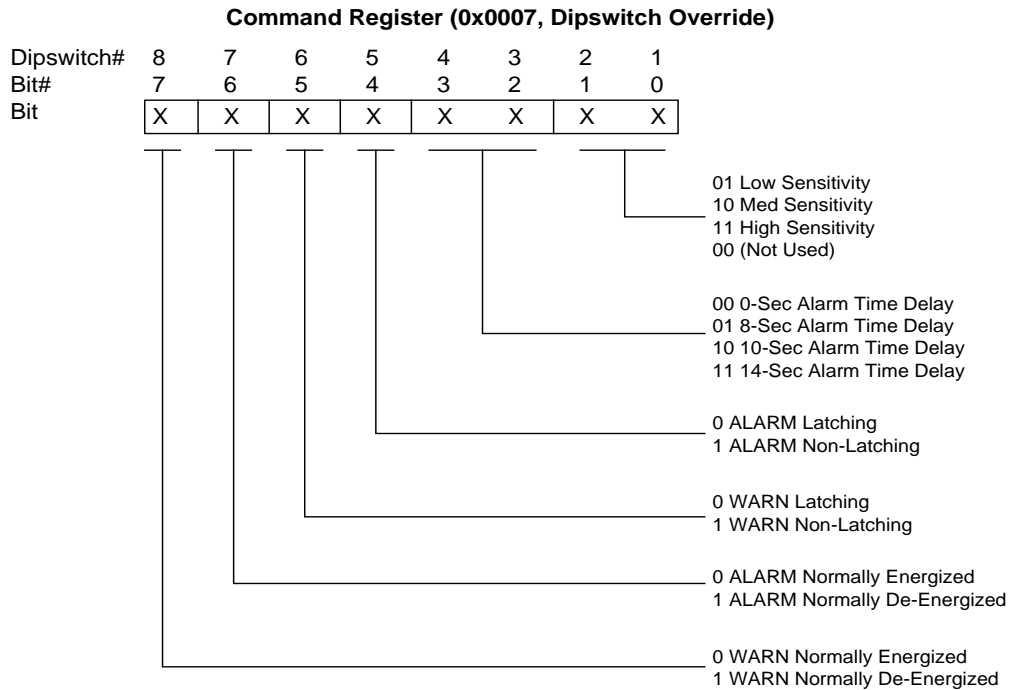 Command Register (0x0007, Dipswitch Override)
Dipswitch# 8 7 6 5 4 3 2 1
Bit# 7 6 5 4 3 2 1 0
Bit X X X X X X X X
01 Low Sensitivity
10 Med Sensitivity
11 High Sensitivity
00 (Not Used)
00 0-Sec Alarm Time Delay
01 8-Sec Alarm Time Delay
10 10-Sec Alarm Time Delay
11 14-Sec Alarm Time Delay
0 ALARM Latching
1 ALARM Non-Latching
0 WARN Latching
1 WARN Non-Latching
0 ALARM Normally Energized
1 ALARM Normally De-Energized
0 WARN Normally Energized
1 WARN Normally De-Energized